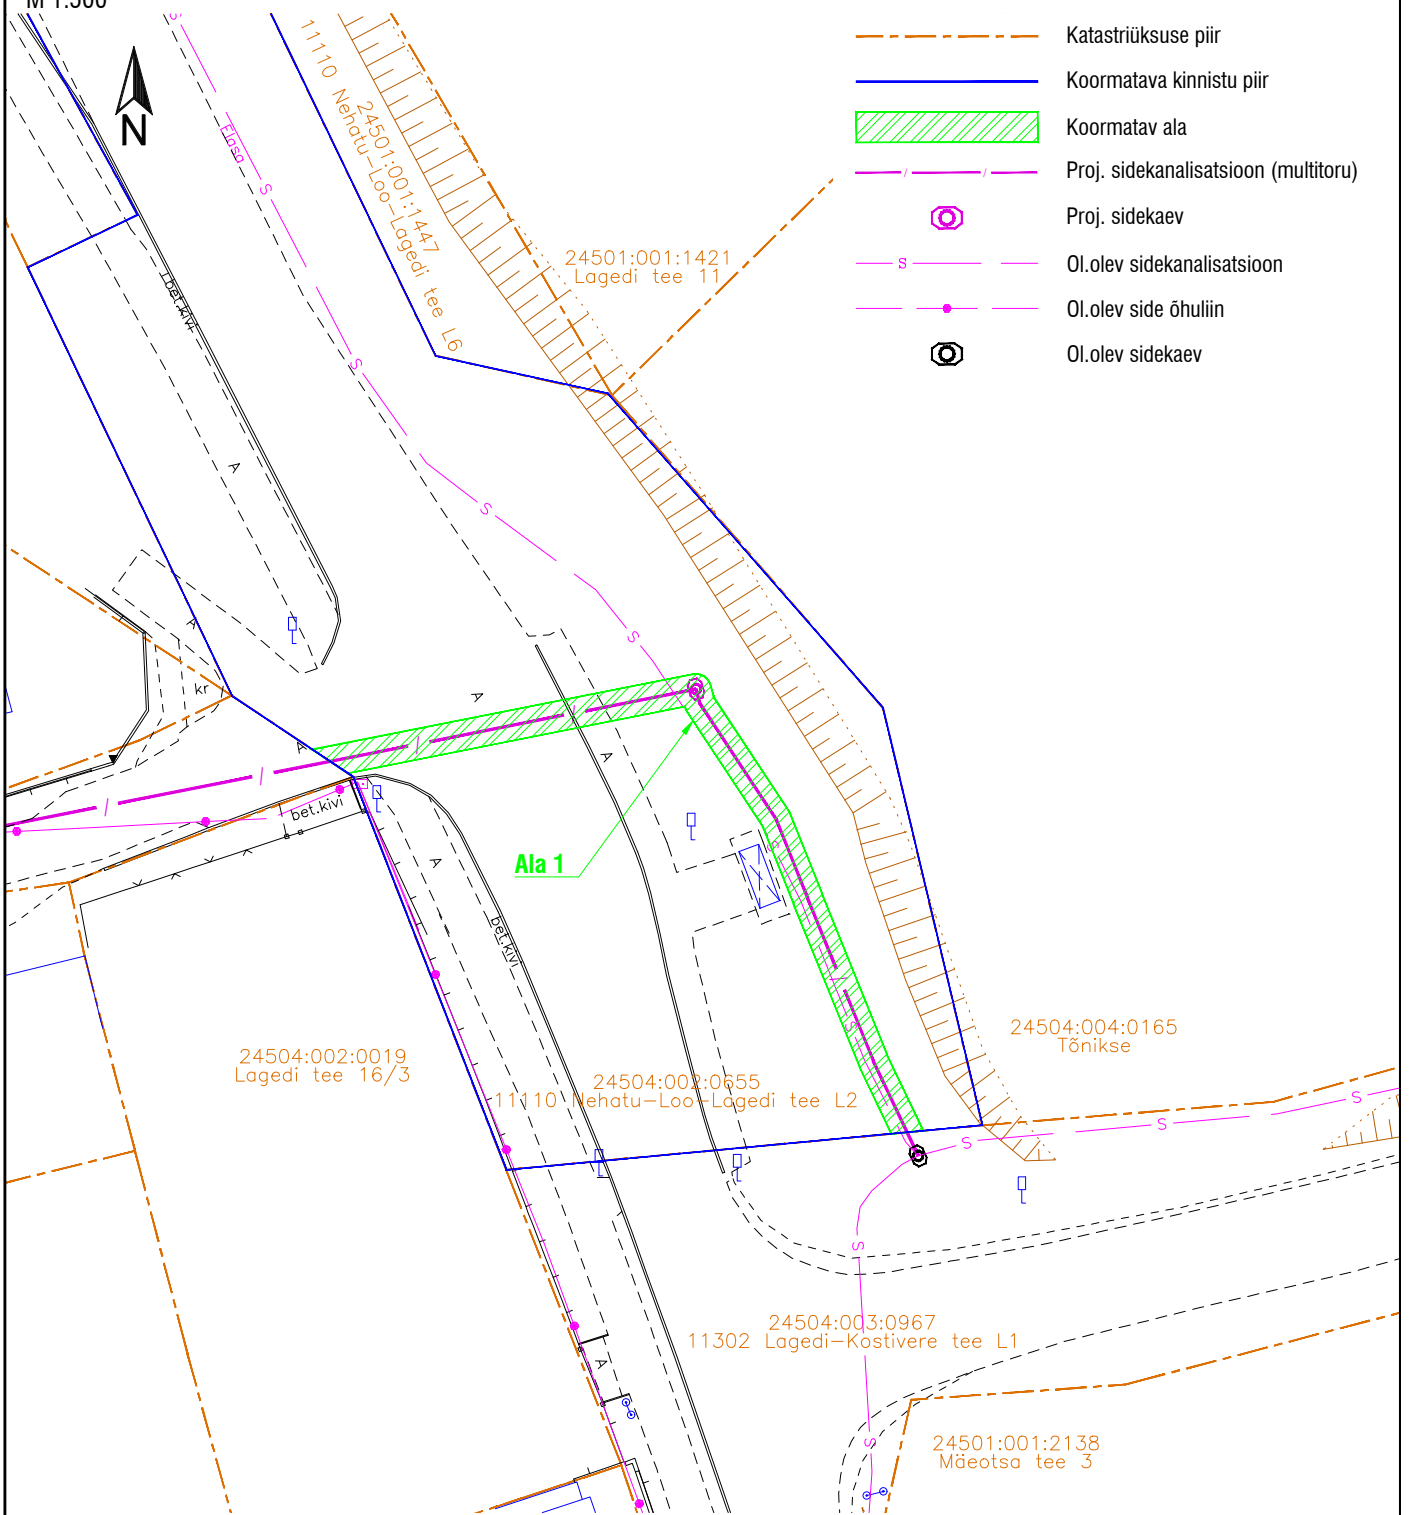 M 1:500
N
Katastriüksuse piir
Koormatava kinnistu piir
Koormatav ala
Proj. sidekanalisatsioon (multitoru)
Proj. sidekaev
S
Ol.olev sidekanalisatsioon
Ol.olev side õhuliin
Ol.olev sidekaev
S
Elasa
S
S
S
S
24501:001:1447
11110 Nehatu-Loo-Lagedi tee L6
24501:001:1421
Lagedi tee 11
bet.kivi
A
A
kr
A
A
A
bet.kivi
A
bet.kivi
Ala 1
S
S
24504:002:0019
Lagedi tee 16/3
24504:002:0655
11110 Nehatu-Loo-Lagedi tee L2
24504:004:0165
Tõnikse
S
S
S
S
24504:003:0967
11302 Lagedi-Kostivere tee L1
A
S
24501:001:2138
Mäeotsa tee 3